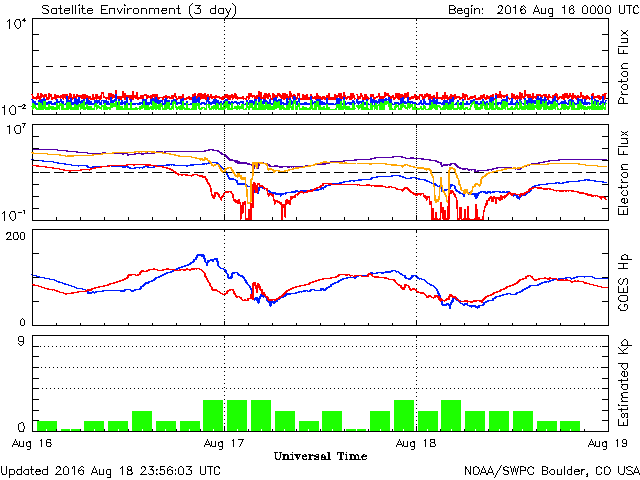 Satellite Environment (3 day) Begin: 2016 Aug 16 0000 UTC
10^4
10^-2
Proton Flux
10^7
10^-1
Electron Flux
200
0
GOES Hp
9
0
Estimated Kp
Aug 16 Aug 17 Aug 18 Aug 19
Universal Time
Updated 2016 Aug 18 23:56:03 UTC NOAA/SWPC Boulder, CO USA